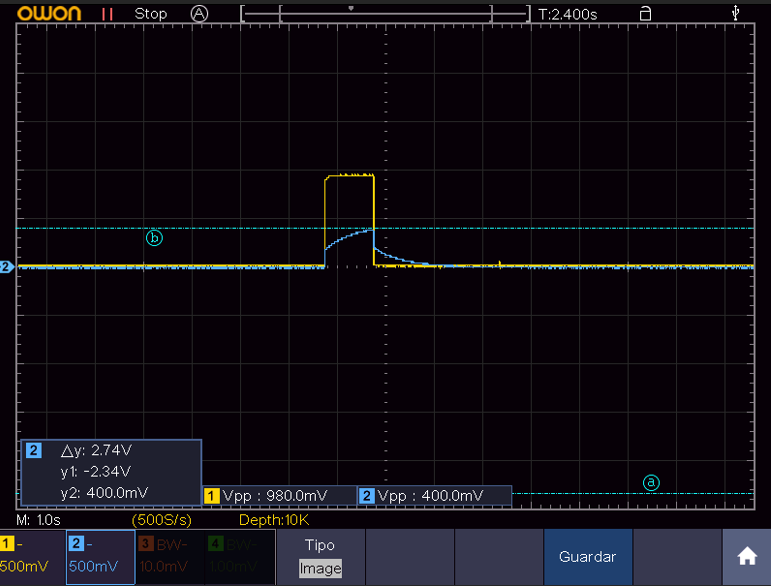 OWON Stop A T:2.400s
b
2
a
2 △y: 2.74V
y1: -2.34V
y2: 400.0mV
1 Vpp : 980.0mV 2 Vpp : 400.0mV
M: 1.0s (500S/s) Depth:10K
1 - 2 - 3 BW- 4 BW- Tipo
500mV 500mV 10.0mV 1.00mV Image
Guardar